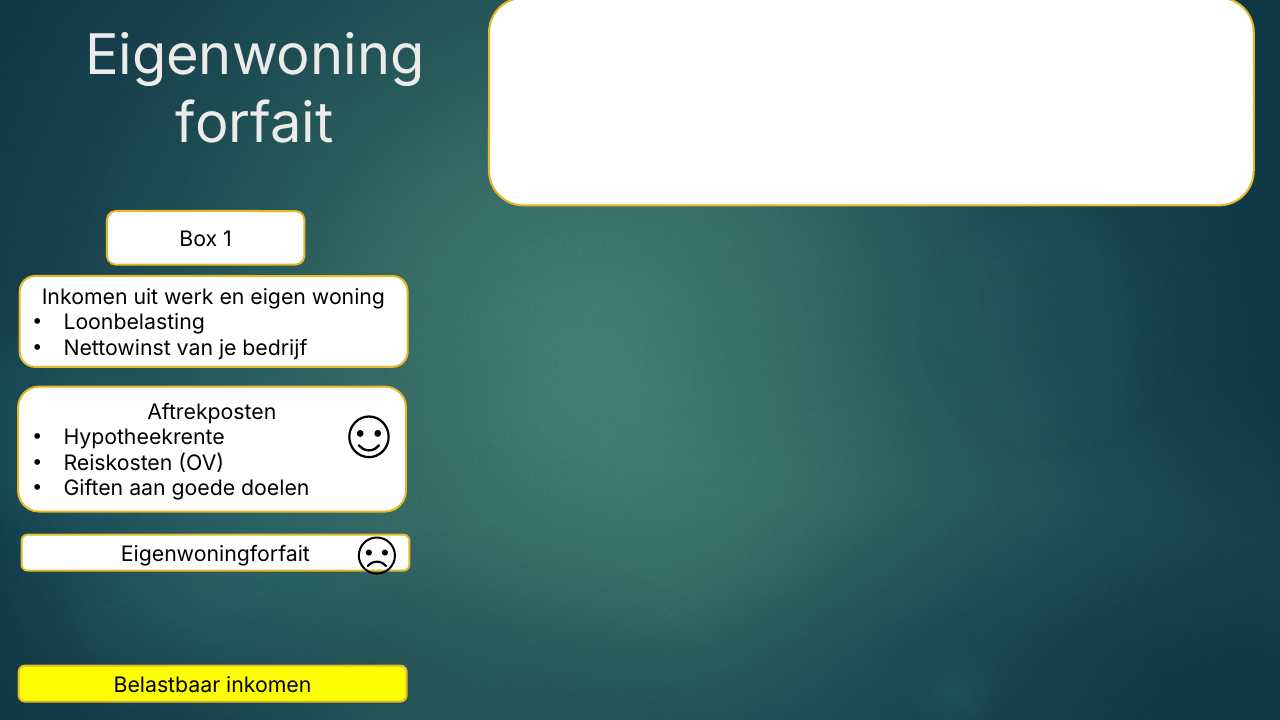 Eigenwoning
forfait
Box 1
Inkomen uit werk en eigen woning
• Loonbelasting
• Nettowinst van je bedrijf
Aftrekposten
• Hypotheekrente
• Reiskosten (OV)
• Giften aan goede doelen
Eigenwoningforfait
Belastbaar inkomen